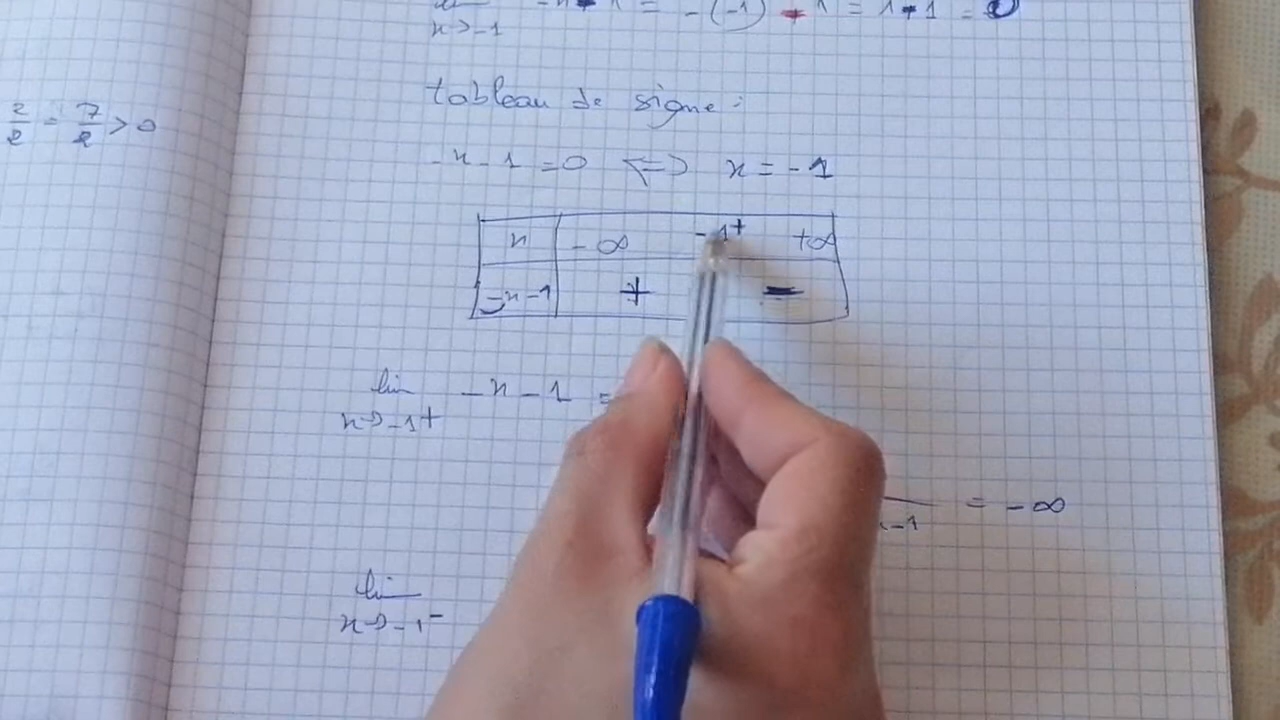 x→-1 -x-1 = -(-1) - 1 = 1-1 = 0
2/2 = 7/2 > 0
tableau de signe :
-x-1 =0 <=> x = -1
x -∞ -1+ +∞
-x-1 + -
lim -x-1 =
x→-1+
-1 = -∞
lim
x→-1-